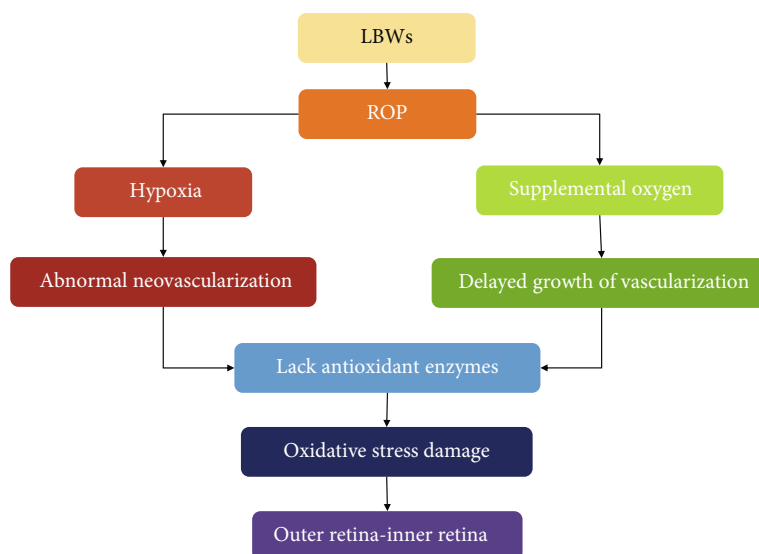 LBWs
ROP
Hypoxia
Supplemental oxygen
Abnormal neovascularization
Delayed growth of vascularization
Lack antioxidant enzymes
Oxidative stress damage
Outer retina-inner retina